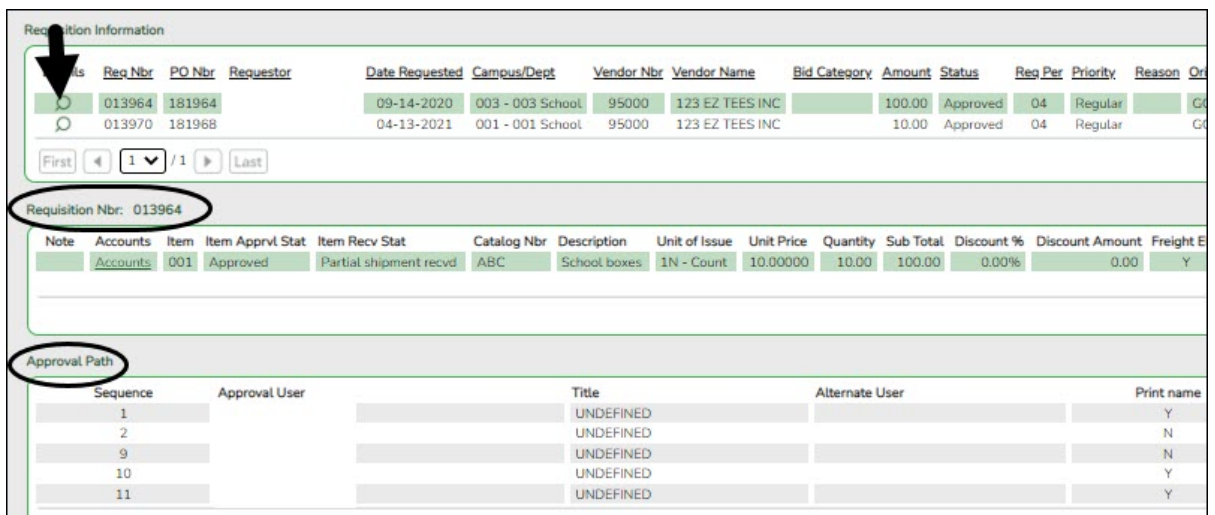 Requisition Information
Req Nbr PO Nbr Requestor Date Requested Campus/Dept Vendor Nbr Vendor Name Bid Category Amount Status Req Per Priority Reason
013964 181964 09-14-2020 003 - 003 School 95000 123 EZ TEES INC 100.00 Approved 04 Regular
013970 181968 04-13-2021 001 - 001 School 95000 123 EZ TEES INC 10.00 Approved 04 Regular
First 1 / 1 Last
Requisition Nbr: 013964
Note Accounts Item Item Apprvl Stat Item Recv Stat Catalog Nbr Description Unit of Issue Unit Price Quantity Sub Total Discount % Discount Amount Freight E
Accounts 001 Approved Partial shipment recvd ABC School boxes 1N - Count 10.00000 10.00 100.00 0.00% 0.00 Y
Approval Path
Sequence Approval User Title Alternate User Print name
1 UNDEFINED Y
2 UNDEFINED N
9 UNDEFINED N
10 UNDEFINED Y
11 UNDEFINED Y